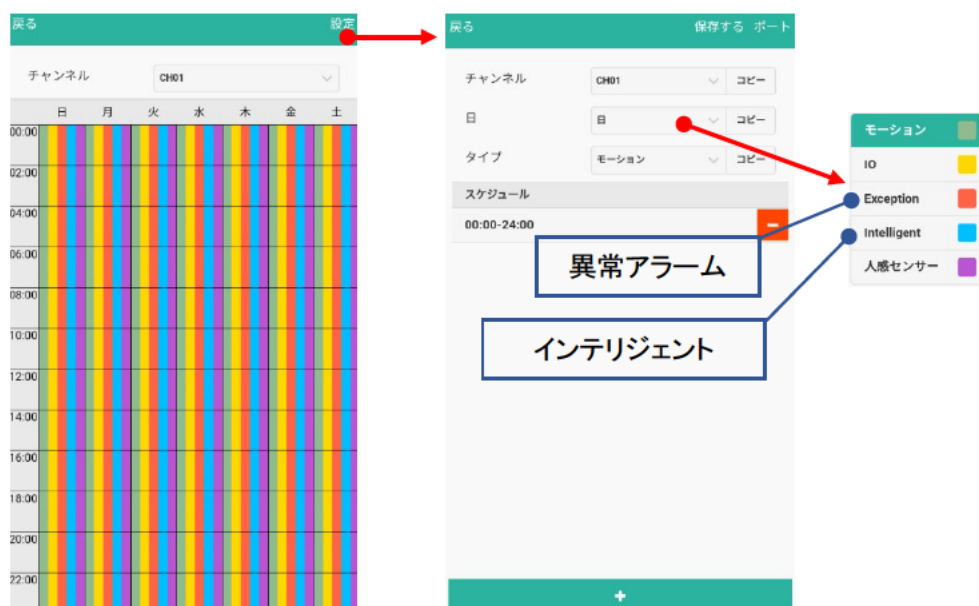 戻る 設定
チャンネル CH01
日 月 火 水 木 金 土
00:00
02:00
04:00
06:00
08:00
10:00
12:00
14:00
16:00
18:00
20:00
22:00
戻る 保存する ポート
チャンネル CH01 コピー
日 日 コピー
タイプ モーション コピー
スケジュール
00:00-24:00
異常アラーム
インテリジェント
モーション
IO
Exception
Intelligent
人感センサー